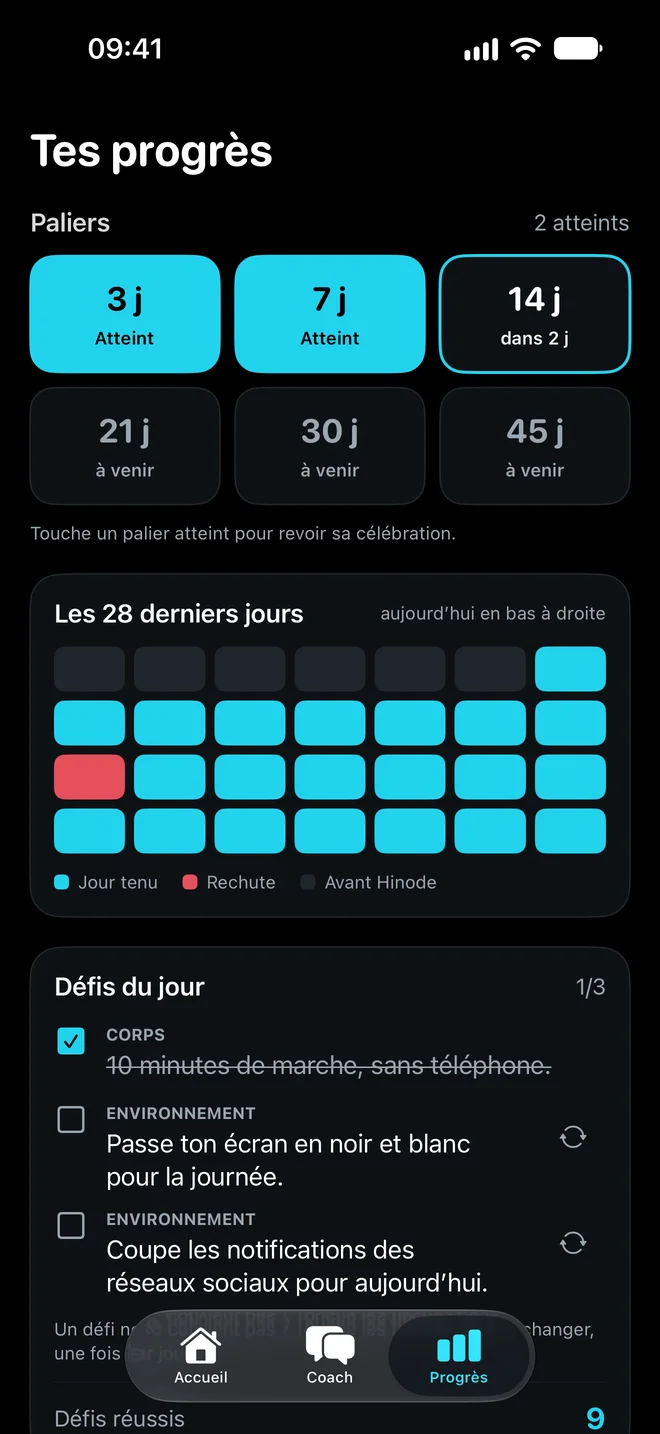 09:41
Tes progrès
Paliers
2 atteints
3 j
Atteint
7 j
Atteint
14 j
dans 2 j
21 j
à venir
30 j
à venir
45 j
à venir
Touche un palier atteint pour revoir sa célébration.
Les 28 derniers jours
aujourd’hui en bas à droite
Jour tenu
Rechute
Avant Hinode
Défis du jour
1/3
CORPS
10 minutes de marche, sans téléphone.
ENVIRONNEMENT
Passe ton écran en noir et blanc
pour la journée.
ENVIRONNEMENT
Coupe les notifications des
réseaux sociaux pour aujourd’hui.
Un défi changer,
une fois
Accueil
Coach
Progrès
Défis réussis
9